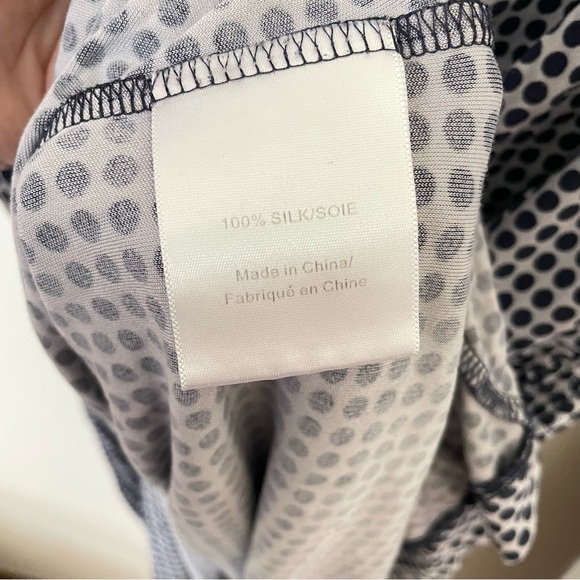 100% SILK/SOIE
Made in China/
Fabriqué en Chine